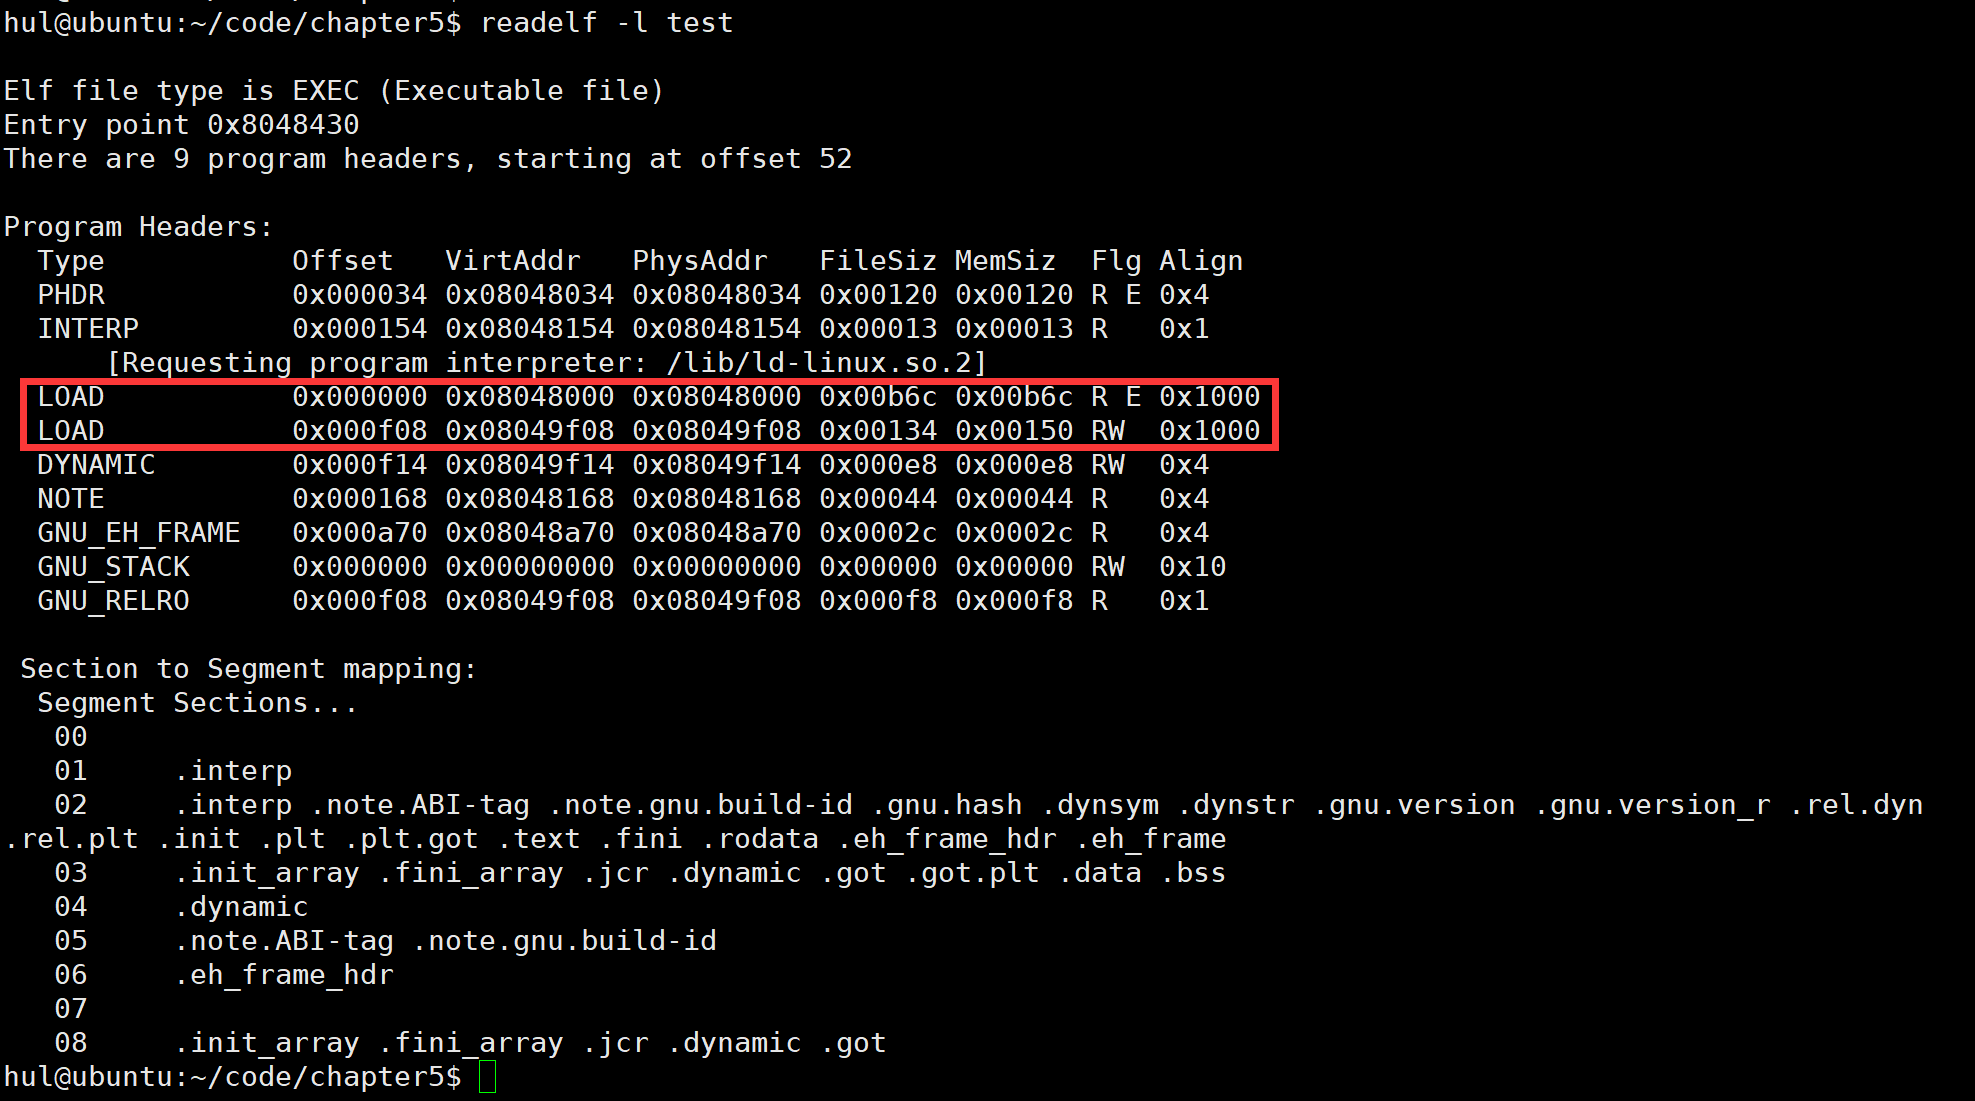 hul@ubuntu:~/code/chapter5$ readelf -l test
Elf file type is EXEC (Executable file)
Entry point 0x8048430
There are 9 program headers, starting at offset 52
Program Headers:
  Type           Offset   VirtAddr   PhysAddr   FileSiz MemSiz  Flg Align
  PHDR           0x000034 0x08048034 0x08048034 0x00120 0x00120 R E 0x4
  INTERP         0x000154 0x08048154 0x08048154 0x00013 0x00013 R   0x1
      [Requesting program interpreter: /lib/ld-linux.so.2]
  LOAD           0x000000 0x08048000 0x08048000 0x00b6c 0x00b6c R E 0x1000
  LOAD           0x000f08 0x08049f08 0x08049f08 0x00134 0x00150 RW  0x1000
  DYNAMIC        0x000f14 0x08049f14 0x08049f14 0x000e8 0x000e8 RW  0x4
  NOTE           0x000168 0x08048168 0x08048168 0x00044 0x00044 R   0x4
  GNU_EH_FRAME   0x000a70 0x08048a70 0x08048a70 0x0002c 0x0002c R   0x4
  GNU_STACK      0x000000 0x00000000 0x00000000 0x00000 0x00000 RW  0x10
  GNU_RELRO      0x000f08 0x08049f08 0x08049f08 0x000f8 0x000f8 R   0x1
 Section to Segment mapping:
  Segment Sections...
   00
   01     .interp
   02     .interp .note.ABI-tag .note.gnu.build-id .gnu.hash .dynsym .dynstr .gnu.version .gnu.version_r .rel.dyn
.rel.plt .init .plt .plt.got .text .fini .rodata .eh_frame_hdr .eh_frame
   03     .init_array .fini_array .jcr .dynamic .got .got.plt .data .bss
   04     .dynamic
   05     .note.ABI-tag .note.gnu.build-id
   06     .eh_frame_hdr
   07
   08     .init_array .fini_array .jcr .dynamic .got
hul@ubuntu:~/code/chapter5$